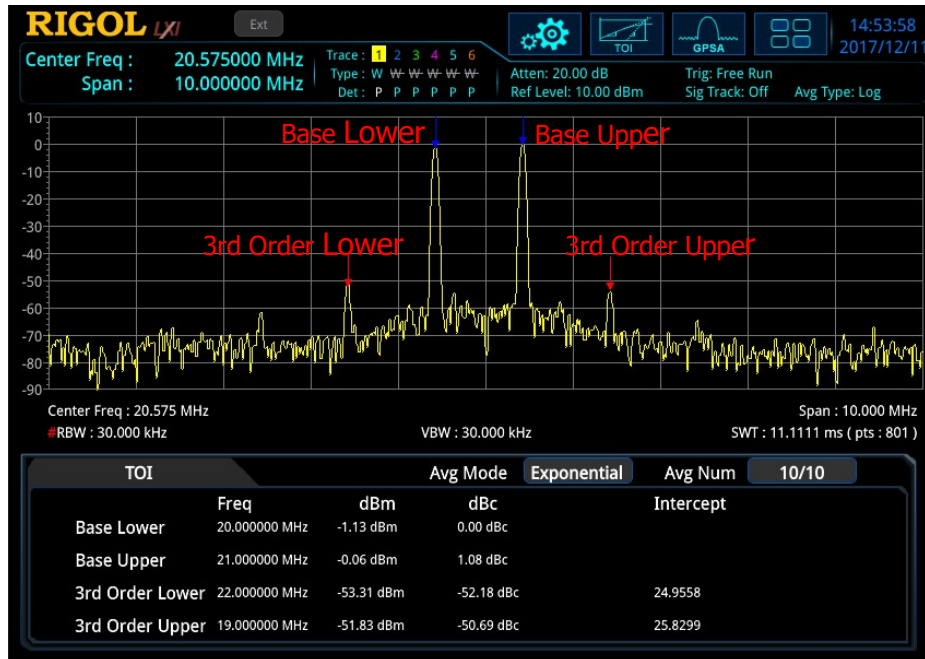 RIGOL LXI Ext 14:53:58
TOI GPSA 2017/12/11
Center Freq : 20.575000 MHz
Span : 10.000000 MHz
Trace : 1 2 3 4 5 6
Type : W W W W W W
Det : P P P P P P
Atten: 20.00 dB Trig: Free Run
Ref Level: 10.00 dBm Sig Track: Off Avg Type: Log
10
0
-10
-20
-30
-40
-50
-60
-70
-80
-90
Base Lower Base Upper
3rd Order Lower 3rd Order Upper
Center Freq : 20.575 MHz Span : 10.000 MHz
#RBW : 30.000 kHz VBW : 30.000 kHz SWT : 11.1111 ms ( pts : 801 )
TOI Avg Mode Exponential Avg Num 10/10
Freq dBm dBc Intercept
Base Lower 20.000000 MHz -1.13 dBm 0.00 dBc
Base Upper 21.000000 MHz -0.06 dBm 1.08 dBc
3rd Order Lower 22.000000 MHz -53.31 dBm -52.18 dBc 24.9558
3rd Order Upper 19.000000 MHz -51.83 dBm -50.69 dBc 25.8299